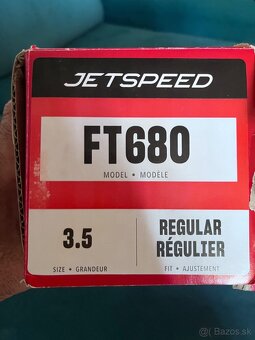 JETSPEED
FT680
MODEL • MODÈLE
3.5
SIZE • GRANDEUR
REGULAR
RÉGULIER
FIT • AJUSTEMENT
Bazos.sk